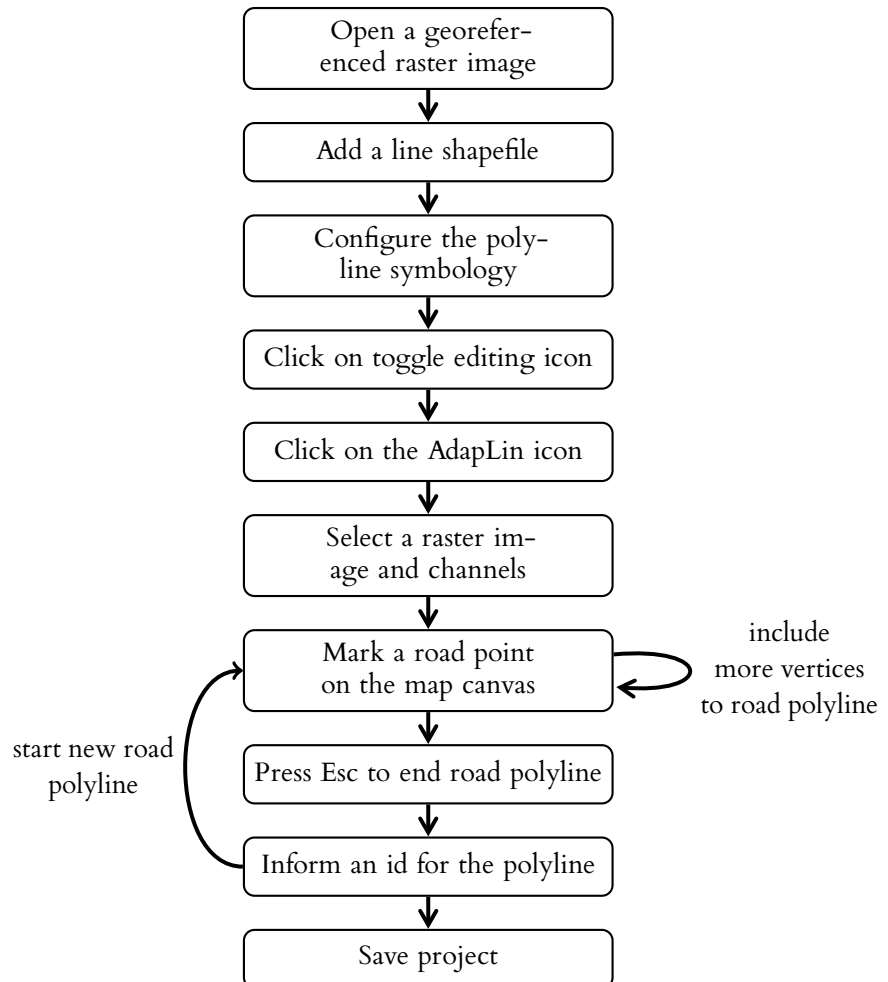 Open a georefer-
enced raster image
Add a line shapefile
Configure the poly-
line symbology
Click on toggle editing icon
Click on the AdapLin icon
Select a raster im-
age and channels
Mark a road point
on the map canvas
include
more vertices
to road polyline
start new road
polyline
Press Esc to end road polyline
Inform an id for the polyline
Save project